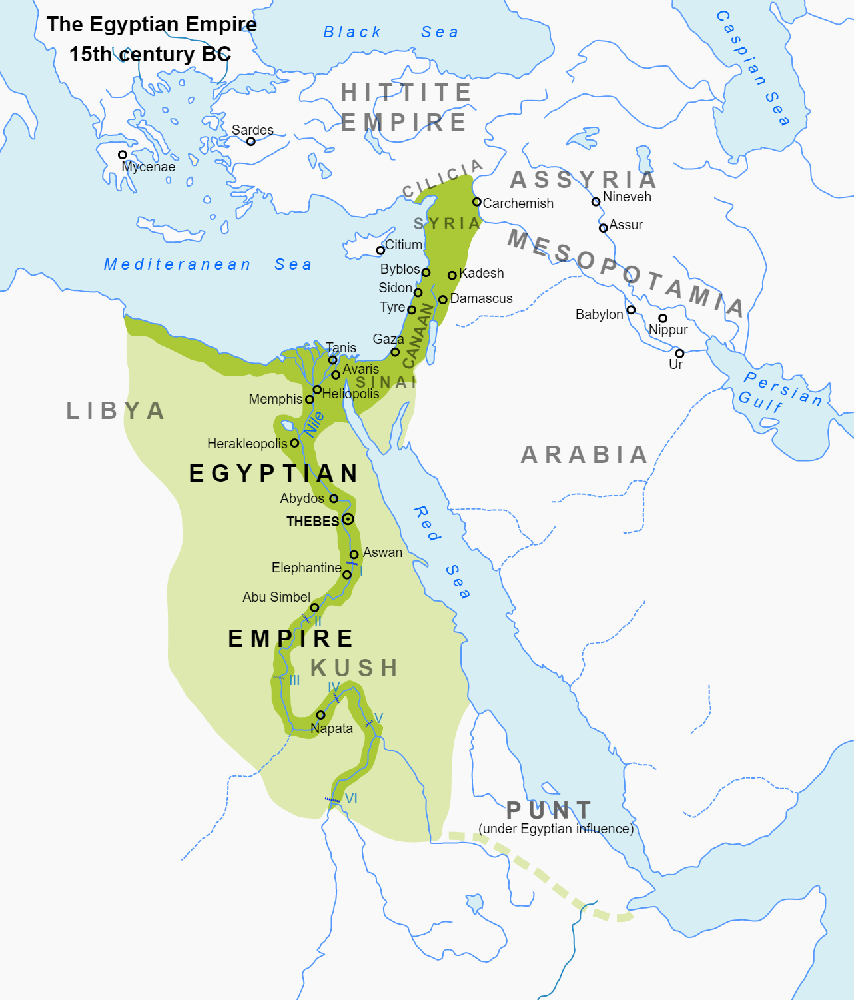 The Egyptian Empire
15th century BC
Black Sea
Caspian Sea
HITTITE
EMPIRE
Sardes
Mycenae
CILICIA
ASSYRIA
Carchemish
Nineveh
SYRIA
Assur
MESOPOTAMIA
Citium
Mediteranean Sea
Byblos
Kadesh
Sidon
Damascus
Tyre
Babylon
Nippur
CANAAN
Gaza
Tanis
Ur
Avaris
SINAI
Heliopolis
Memphis
Persian
Gulf
LIBYA
Nile
Herakleopolis
ARABIA
EGYPTIAN
Abydos
THEBES
Red Sea
Aswan
Elephantine
I
Abu Simbel
II
EMPIRE
KUSH
III
IV
V
Napata
VI
PUNT
(under Egyptian influence)